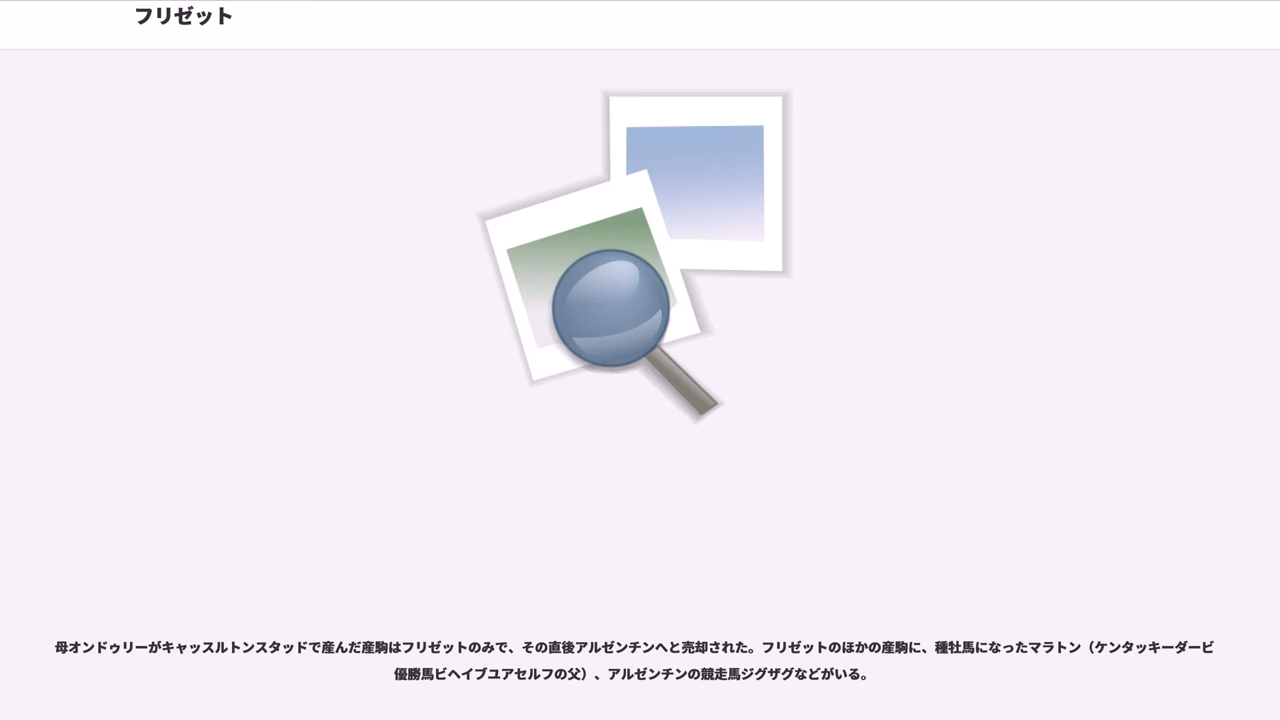 フリゼット
母オンドゥリーがキャッスルトンスタッドで産んだ産駒はフリゼットのみで、その直後アルゼンチンへと売却された。フリゼットのほかの産駒に、種牡馬になったマラトン（ケンタッキーダービ
優勝馬ビヘイブユアセルフの父）、アルゼンチンの競走馬ジグザグなどがいる。